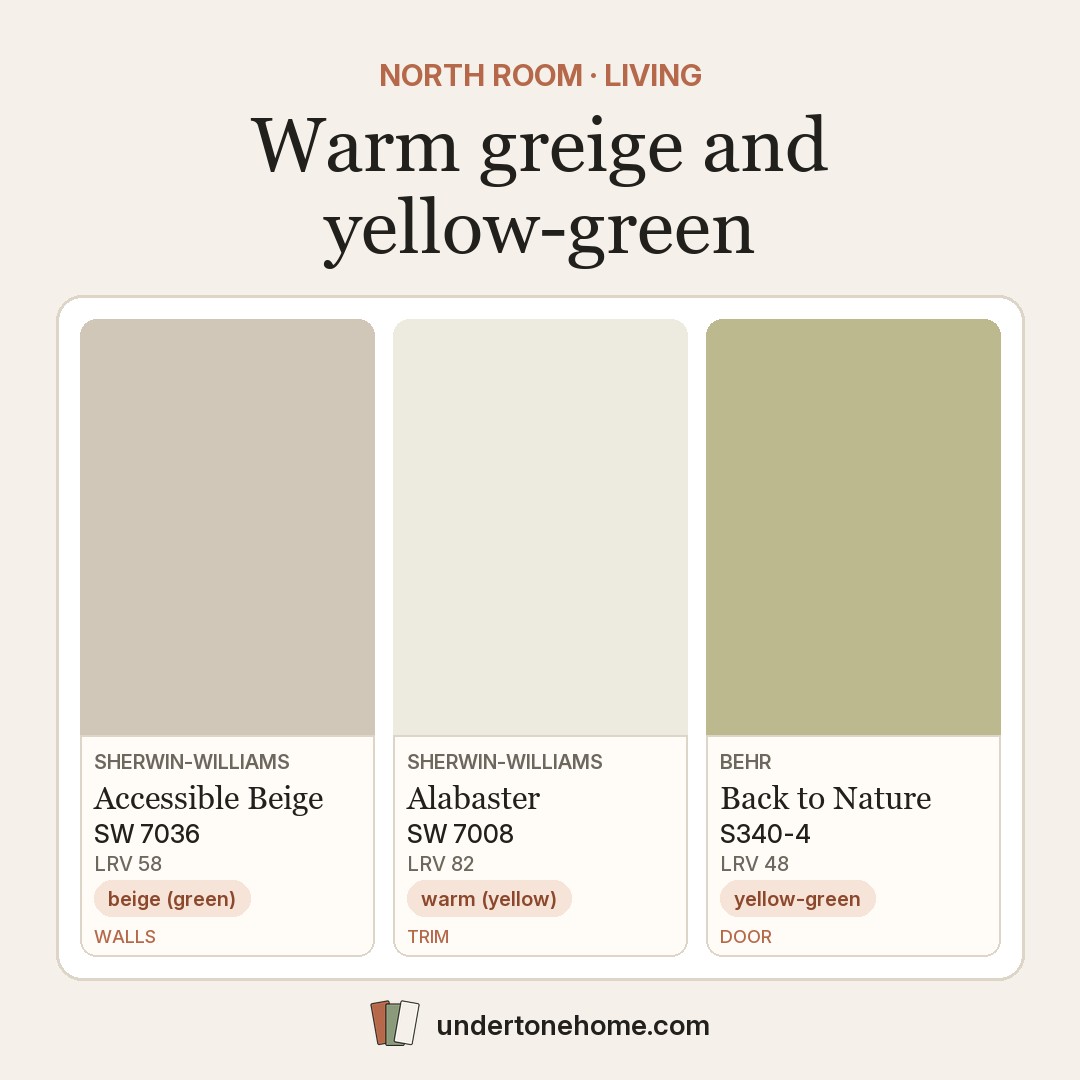 NORTH ROOM · LIVING
Warm greige and
yellow-green
SHERWIN-WILLIAMS
Accessible Beige
SW 7036
LRV 58
beige (green)
WALLS
SHERWIN-WILLIAMS
Alabaster
SW 7008
LRV 82
warm (yellow)
TRIM
BEHR
Back to Nature
S340-4
LRV 48
yellow-green
DOOR
undertonehome.com